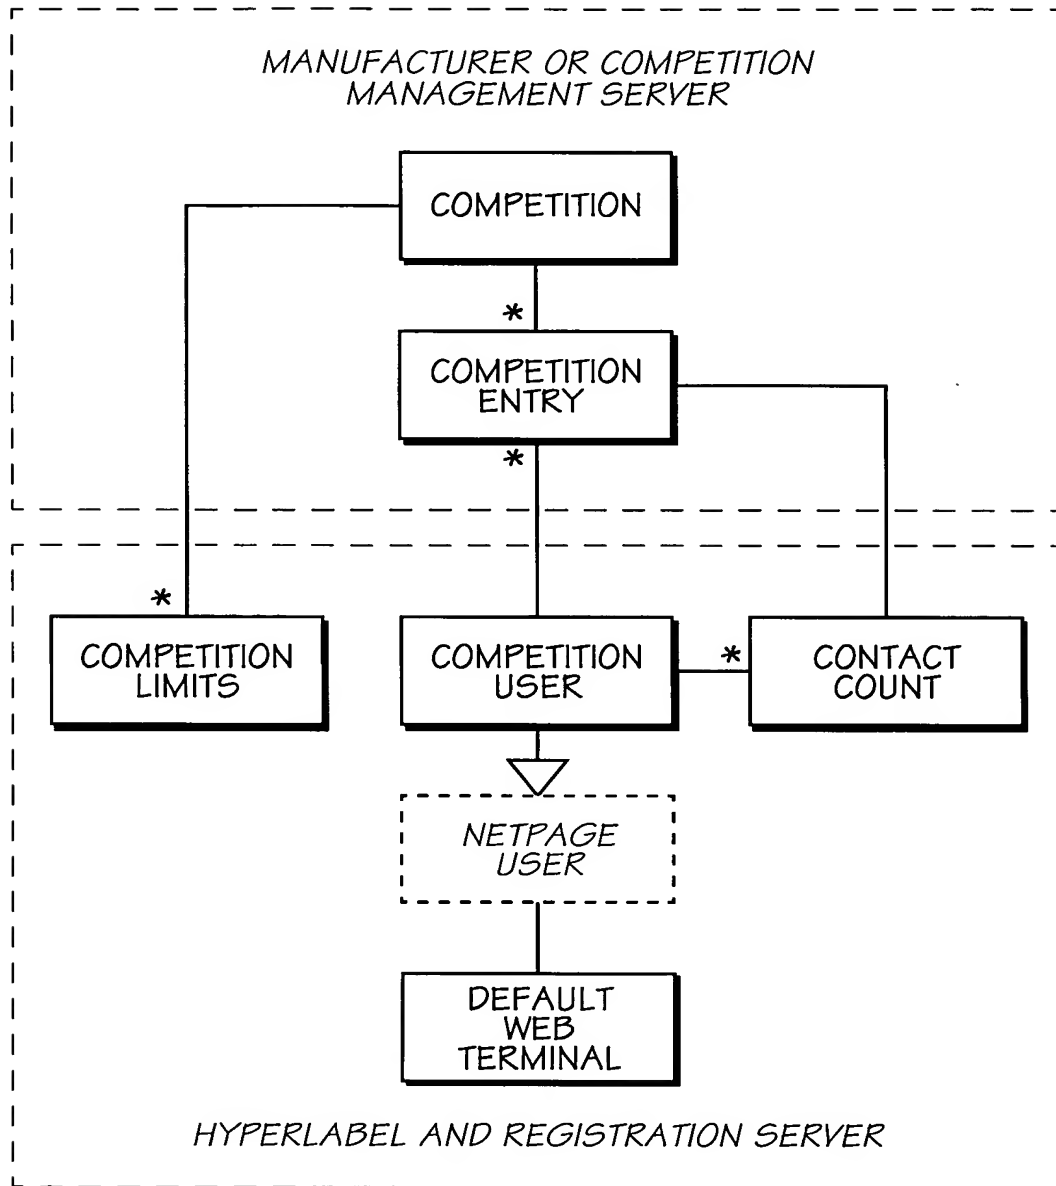 MANUFACTURER OR COMPETITION
MANAGEMENT SERVER
COMPETITION
*
COMPETITION
ENTRY
*
*
COMPETITION
LIMITS
COMPETITION
USER
*
CONTACT
COUNT
NETPAGE
USER
DEFAULT
WEB
TERMINAL
HYPERLABEL AND REGISTRATION SERVER